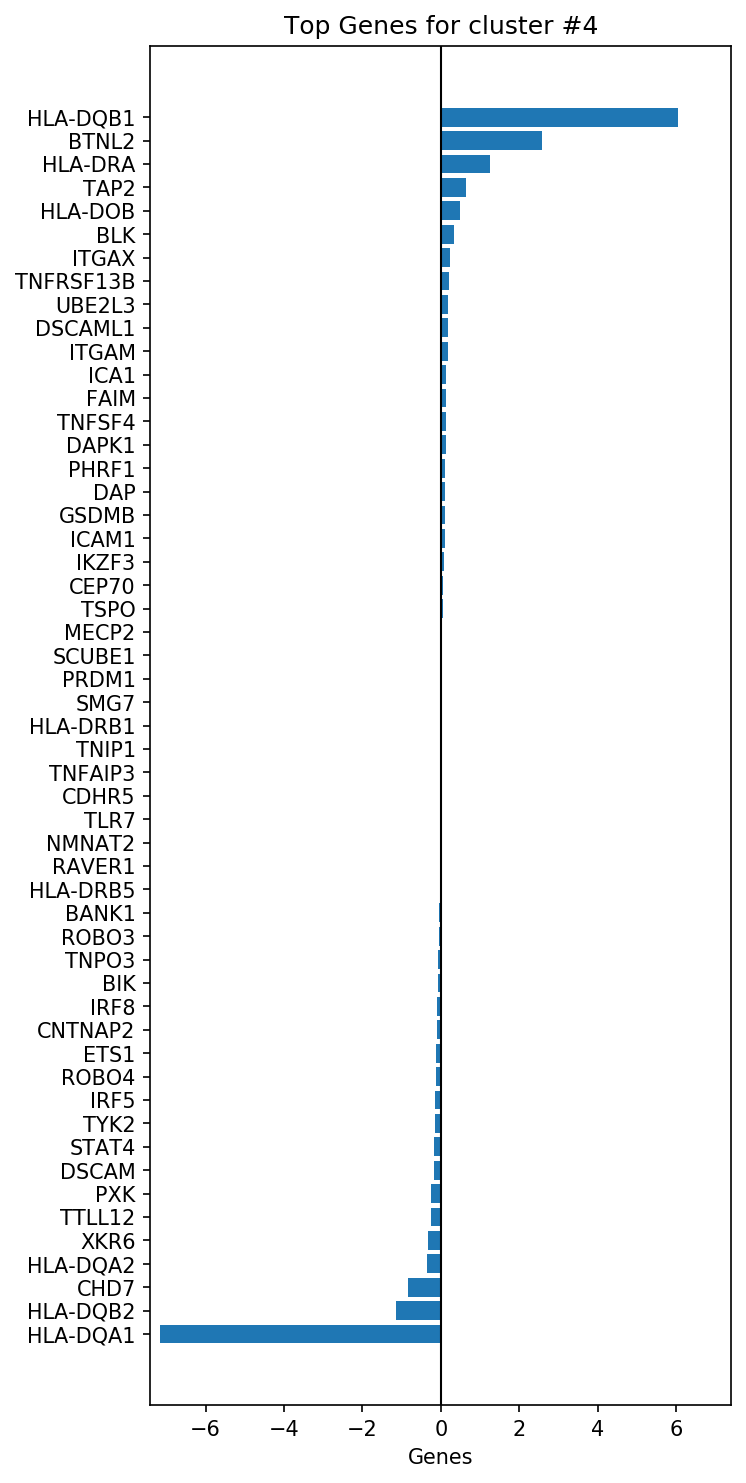 Top Genes for cluster #4
HLA-DQB1
BTNL2
HLA-DRA
TAP2
HLA-DOB
BLK
ITGAX
TNFRSF13B
UBE2L3
DSCAML1
ITGAM
ICA1
FAIM
TNFSF4
DAPK1
PHRF1
DAP
GSDMB
ICAM1
IKZF3
CEP70
TSPO
MECP2
SCUBE1
PRDM1
SMG7
HLA-DRB1
TNIP1
TNFAIP3
CDHR5
TLR7
NMNAT2
RAVER1
HLA-DRB5
BANK1
ROBO3
TNPO3
BIK
IRF8
CNTNAP2
ETS1
ROBO4
IRF5
TYK2
STAT4
DSCAM
PXK
TTLL12
XKR6
HLA-DQA2
CHD7
HLA-DQB2
HLA-DQA1
−6 −4 −2 0 2 4 6
Genes